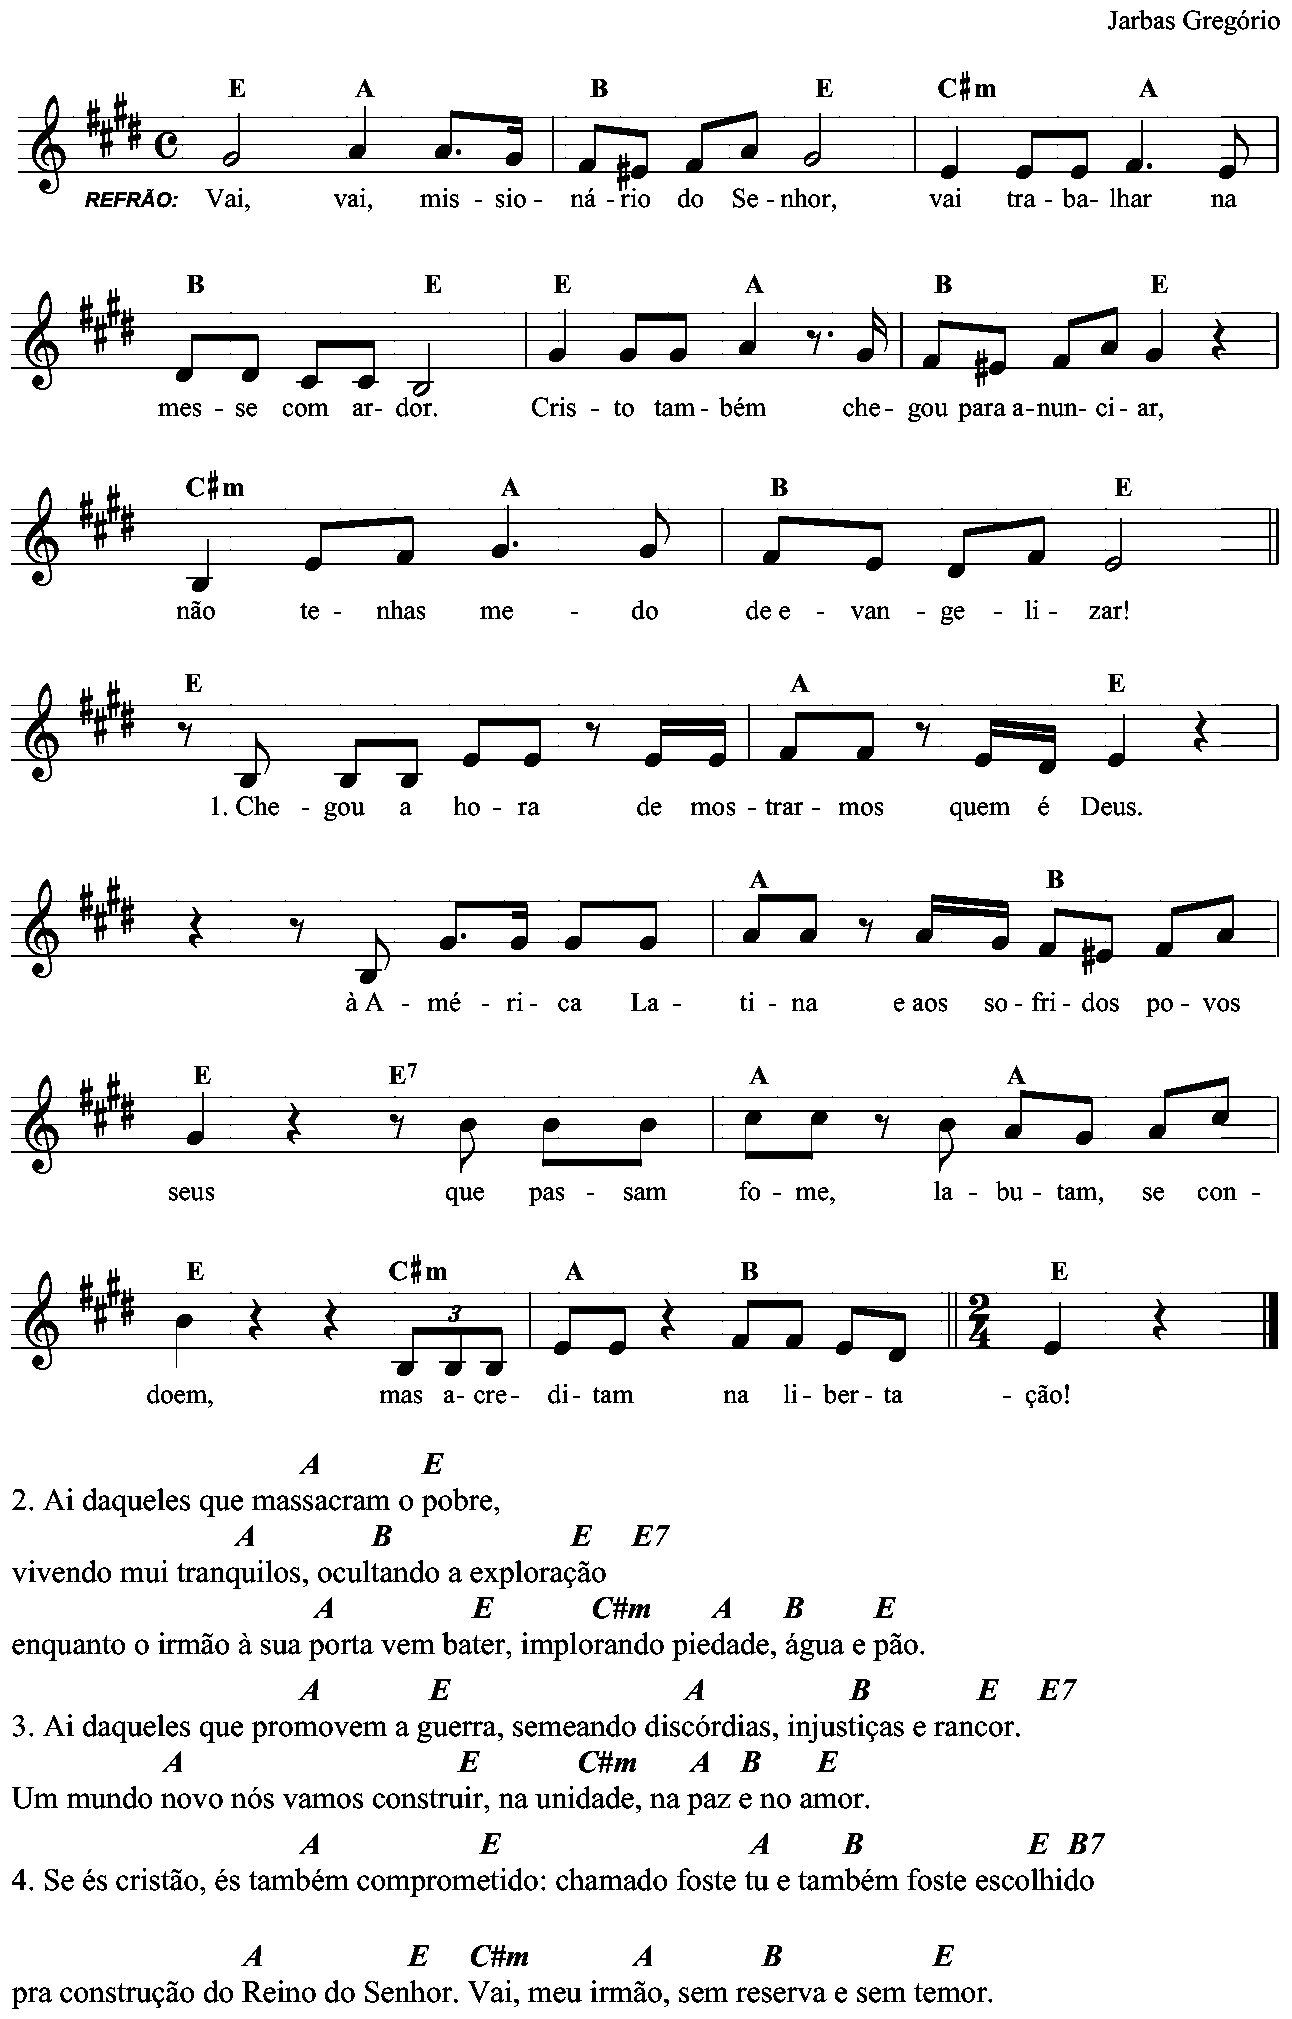 Jarbas Gregório
E A B E C#m A
REFRÃO: Vai, vai, mis - sio - ná - rio do Se - nhor, vai tra - ba - lhar na
B E E A B E
mes - se com ar - dor. Cris - to tam - bém che - gou para a - nun - ci - ar,
C#m A B E
não te - nhas me - do de e - van - ge - li - zar!
E A E
1. Che - gou a ho - ra de mos - trar - mos quem é Deus.
A B
à A - mé - ri - ca La - ti - na e aos so - fri - dos po - vos
E E7 A A
seus que pas - sam fo - me, la - bu - tam, se con -
E C#m A B E
3
2
4
doem, mas a - cre - di - tam na li - ber - ta - ção!
A E
2. Ai daqueles que massacram o pobre,
A B E E7
vivendo mui tranquilos, ocultando a exploração
A E C#m A B E
enquanto o irmão à sua porta vem bater, implorando piedade, água e pão.
A E A B E E7
3. Ai daqueles que promovem a guerra, semeando discórdias, injustiças e rancor.
A E C#m A B E
Um mundo novo nós vamos construir, na unidade, na paz e no amor.
A E A B E B7
4. Se és cristão, és também comprometido: chamado foste tu e também foste escolhido
A E C#m A B E
pra construção do Reino do Senhor. Vai, meu irmão, sem reserva e sem temor.